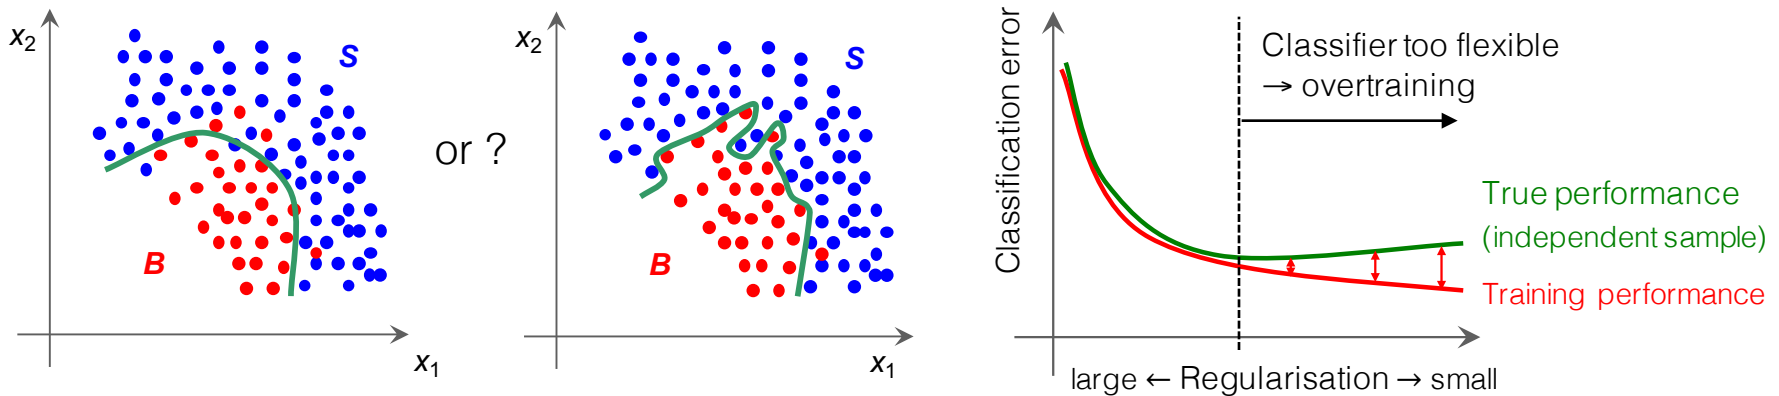 x2
S
B
x1
or ?
x2
S
B
x1
Classification error
Classifier too flexible
→ overtraining
True performance
(independent sample)
Training performance
large ← Regularisation → small